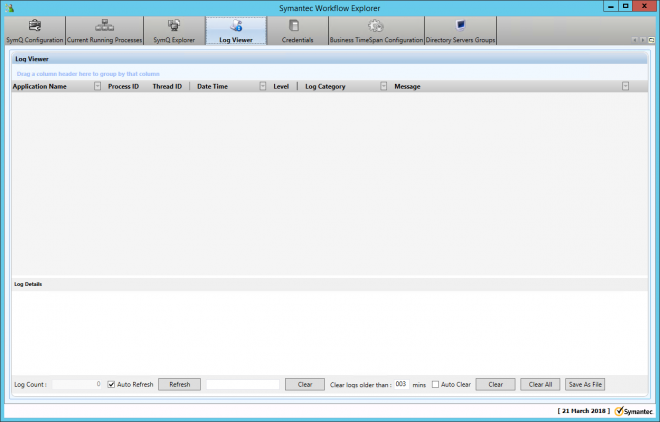 Symantec Workflow Explorer
SymQ Configuration Current Running Processes SymQ Explorer Log Viewer Credentials Business TimeSpan Configuration Directory Servers Groups
Log Viewer
Drag a column header here to group by that column
Application Name Process ID Thread ID Date Time Level Log Category Message
Log Details
Log Count : 0 Auto Refresh Refresh Clear Clear logs older than : 003 mins Auto Clear Clear Clear All Save As File
[ 21 March 2018 ] Symantec